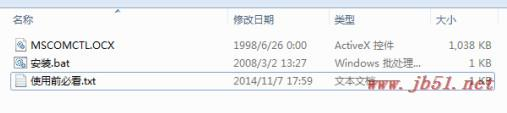 名称 修改日期 类型 大小
MSCOMCTL.OCX 1998/6/26 0:00 ActiveX 控件 1,038 KB
安装.bat 2008/3/2 13:27 Windows 批处理... 1 KB
使用前必看.txt 2014/11/7 17:59 文本文档 1 KB
www.jb51.net